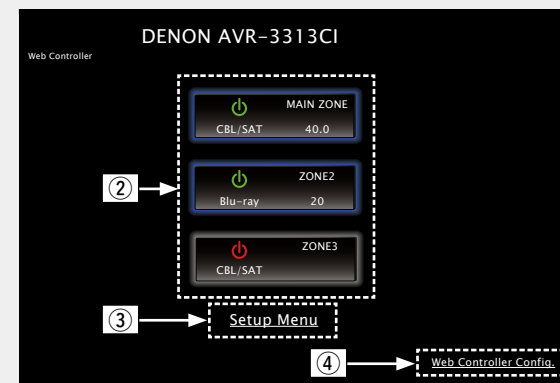 DENON AVR-3313CI
Web Controller
MAIN ZONE
CBL/SAT 40.0
② ZONE2
Blu-ray 20
ZONE3
CBL/SAT
③ Setup Menu
④ Web Controller Config.